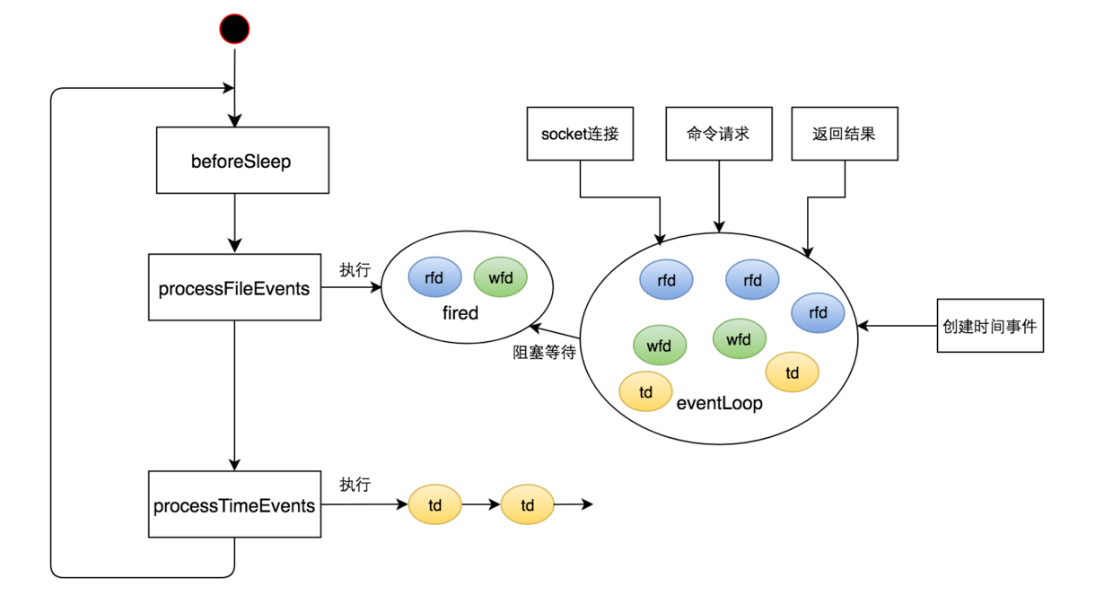 beforeSleep
processFileEvents
执行
rfd
wfd
fired
阻塞等待
socket连接
命令请求
返回结果
rfd
rfd
rfd
wfd
wfd
td
td
eventLoop
创建时间事件
processTimeEvents
执行
td
td